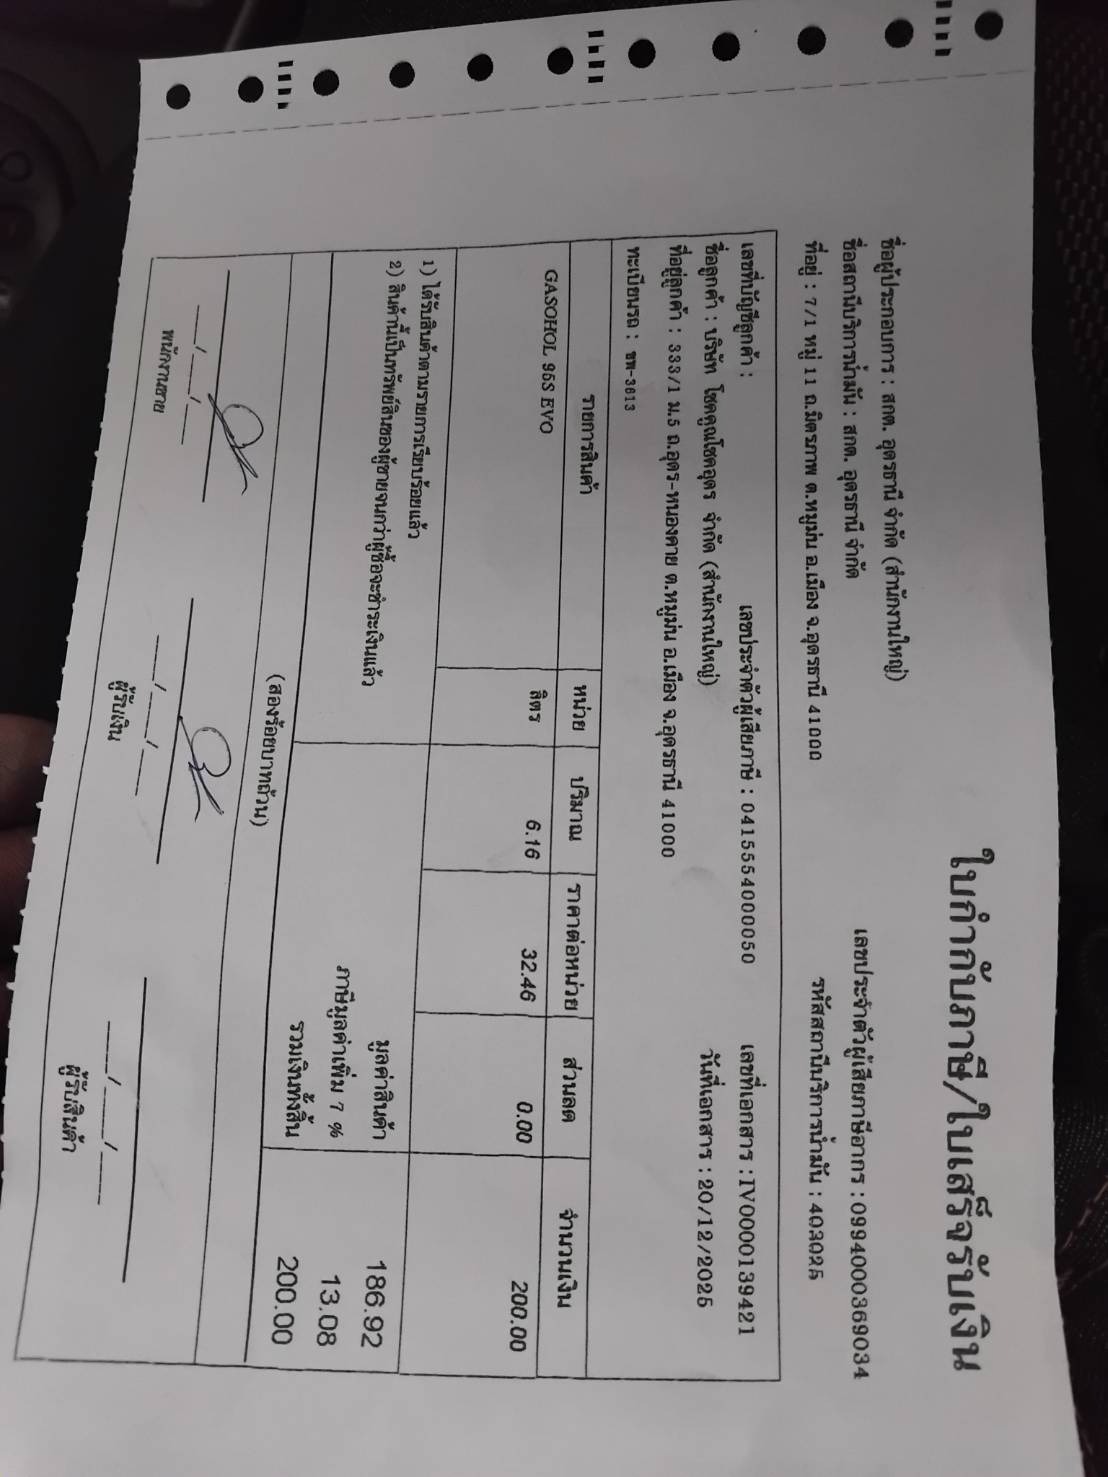 ใบกำกับภาษี/ใบเสร็จรับเงิน
ชื่อผู้ประกอบการ : สกต. อุดรธานี จำกัด (สำนักงานใหญ่) เลขประจำตัวผู้เสียภาษีอากร : 0994000369034
ชื่อสถานีบริการน้ำมัน : สกต. อุดรธานี จำกัด รหัสสถานีบริการน้ำมัน : 403025
ที่อยู่ : 7/1 หมู่ 11 ถ.มิตรภาพ ต.หมูม่น อ.เมือง จ.อุดรธานี 41000
เลขที่บัญชีลูกค้า : เลขประจำตัวผู้เสียภาษี : 0415554000050 เลขที่เอกสาร : IV0000139421
ชื่อลูกค้า : บริษัท โชคคูณโชคอุดร จำกัด (สำนักงานใหญ่) วันที่เอกสาร : 20/12/2025
ที่อยู่ลูกค้า : 333/1 ม.5 ถ.อุดร-หนองคาย ต.หมูม่น อ.เมือง จ.อุดรธานี 41000
ทะเบียนรถ : -3613
รายการสินค้า หน่วย ปริมาณ ราคาต่อหน่วย ส่วนลด จำนวนเงิน
GASOHOL 95S EVO ลิตร 6.16 32.46 0.00 200.00
1) ได้รับสินค้าตามรายการเรียบร้อยแล้ว มูลค่าสินค้า 186.92
2) สินค้านี้เป็นทรัพย์สินของผู้ขายจนกว่าผู้ซื้อจะชำระเงินแล้ว ภาษีมูลค่าเพิ่ม 7 % 13.08
รวมเงินทั้งสิ้น 200.00
(สองร้อยบาทถ้วน)
___/___/___ ___/___/___ ___/___/___
พนักงานขาย ผู้รับเงิน ผู้รับสินค้า